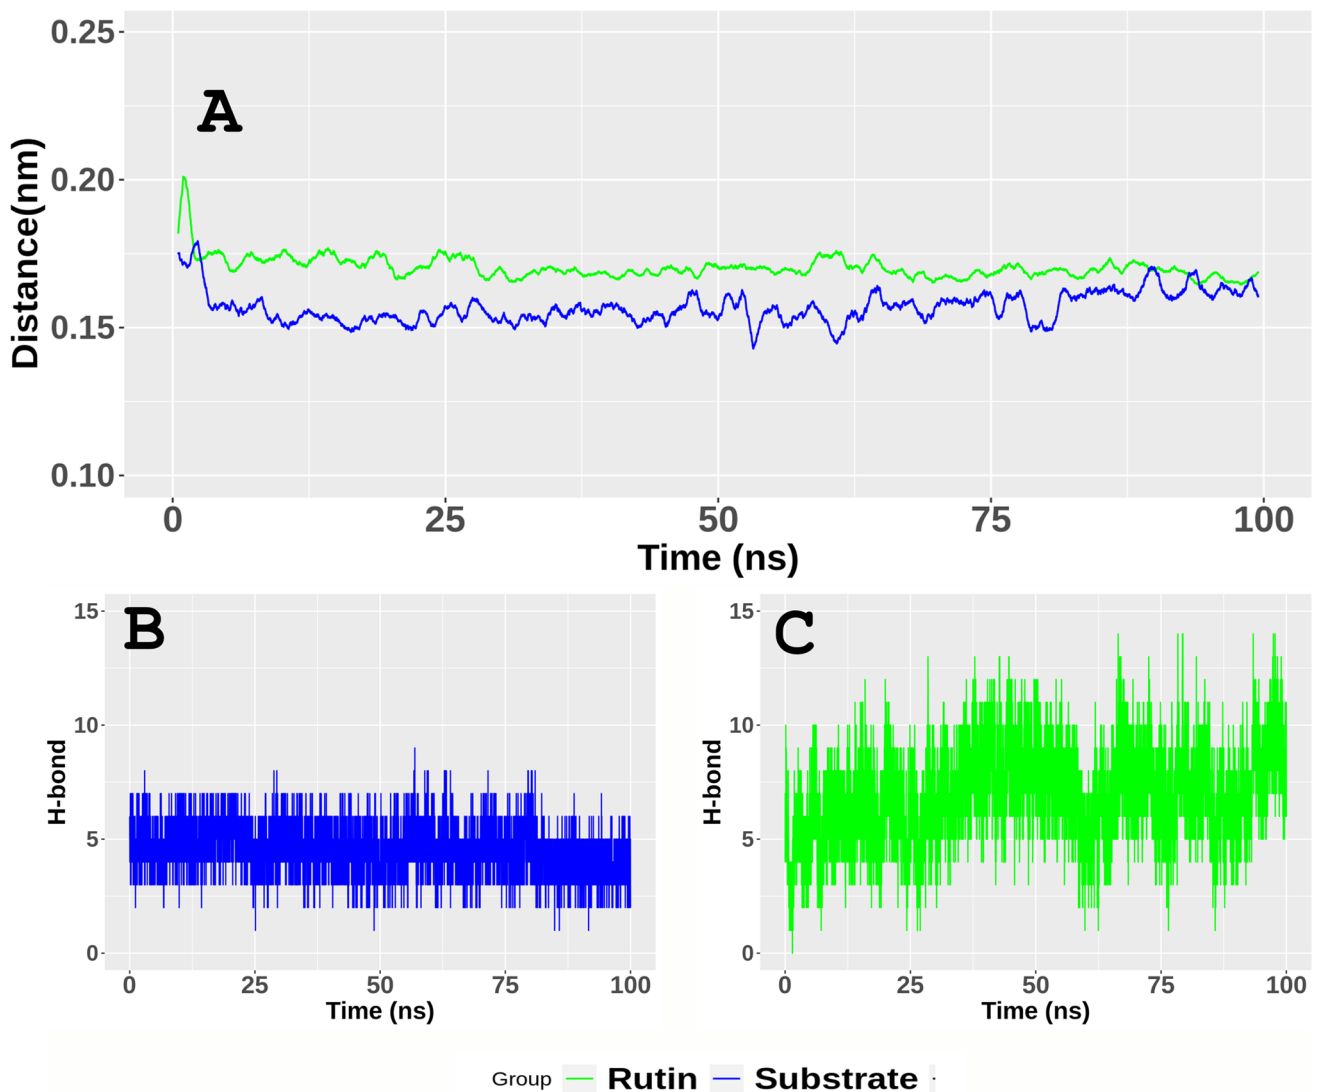 0.25
A
0.20
0.15
0.10
Distance(nm)
0 25 50 75 100
Time (ns)
15 B
10
5
0
H-bond
0 25 50 75 100
Time (ns)
15 C
10
5
0
H-bond
0 25 50 75 100
Time (ns)
Group Rutin Substrate